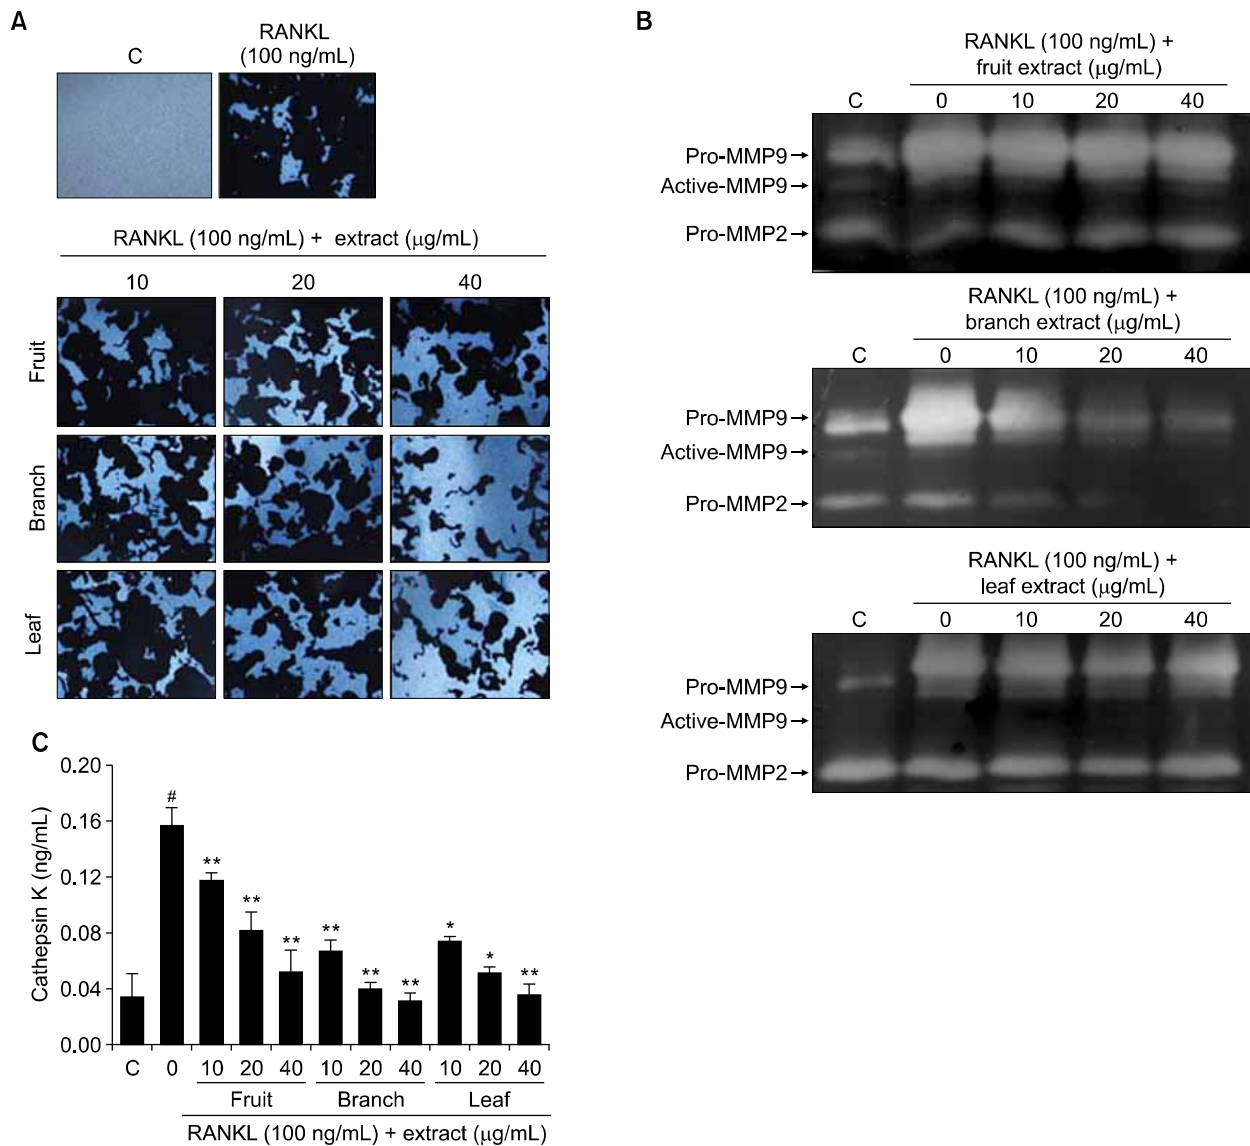 A
C
RANKL
(100 ng/mL)
RANKL (100 ng/mL) + extract (μg/mL)
10 20 40
Fruit
Branch
Leaf
B
RANKL (100 ng/mL) +
fruit extract (μg/mL)
C 0 10 20 40
Pro-MMP9
Active-MMP9
Pro-MMP2
RANKL (100 ng/mL) +
branch extract (μg/mL)
C 0 10 20 40
Pro-MMP9
Active-MMP9
Pro-MMP2
RANKL (100 ng/mL) +
leaf extract (μg/mL)
C 0 10 20 40
Pro-MMP9
Active-MMP9
Pro-MMP2
C
Cathepsin K (ng/mL)
0.20
0.16
0.12
0.08
0.04
0.00
# ** ** ** ** ** ** * * **
C 0 10 20 40 10 20 40 10 20 40
Fruit Branch Leaf
RANKL (100 ng/mL) + extract (μg/mL)